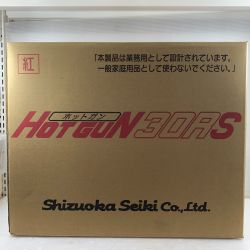 紅
「本製品は業務用として設計されています。
一般家庭用品として使わないでください。」
ホットガン
HOTGUN 30AS
Shizuoka Seiki Co., Ltd.